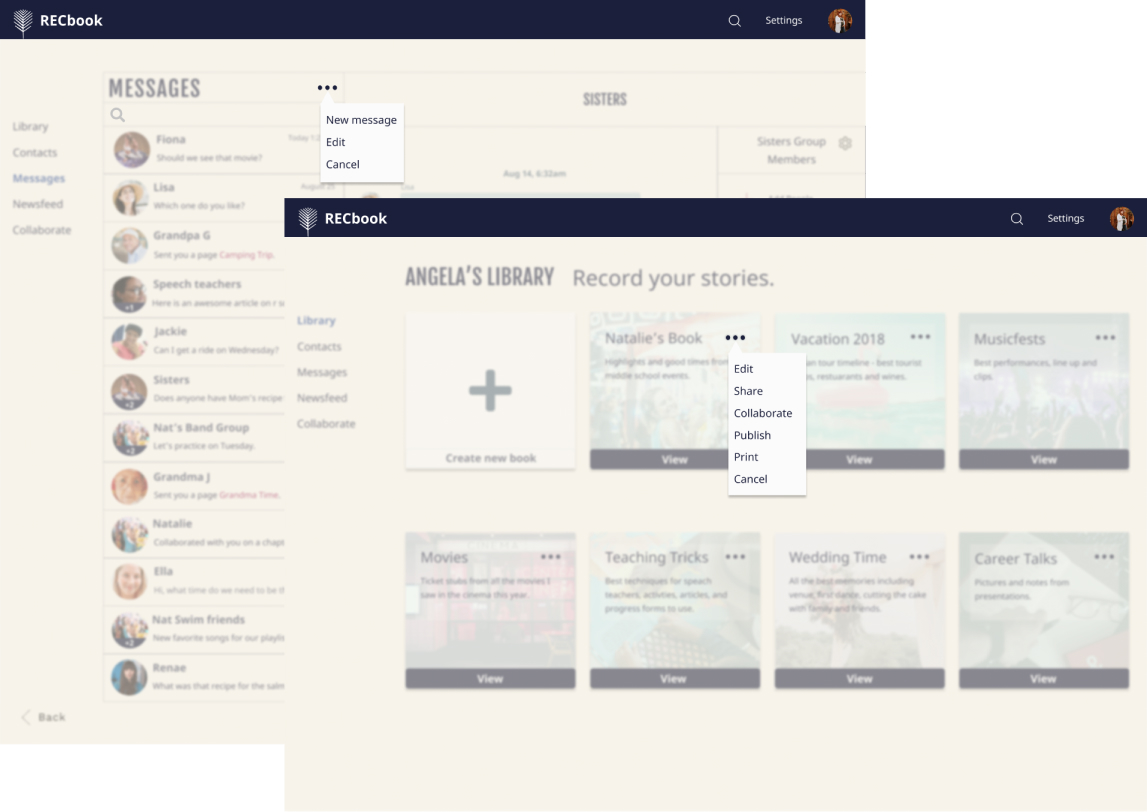 RECbook
Settings
MESSAGES
SISTERS
New message
Edit
Cancel
Library
Contacts
Messages
Newsfeed
Collaborate
Fiona
Today 1:2
Should we see that movie?
Lisa
August 25
Which one do you like?
Grandpa G
Sent you a page Camping Trip.
Speech teachers
Here is an awesome article on r s
+1
Jackie
Can I get a ride on Wednesday?
Sisters
Does anyone have Mom's recipe
+2
Nat's Band Group
Let's practice on Tuesday.
+2
Grandma J
Sent you a page Grandma Time.
Natalie
Collaborated with you on a chapt
Ella
Hi, what time do we need to be th
Nat Swim friends
New favorite songs for our playlis
+2
Renae
What was that recipe for the salm
Back
Aug 14, 6:32am
Lisa
Sisters Group
Members
RECbook
Settings
ANGELA'S LIBRARY Record your stories.
Library
Contacts
Messages
Newsfeed
Collaborate
Create new book
Natalie's Book
Highlights and good times from
middle school events.
View
Edit
Share
Collaborate
Publish
Print
Cancel
Vacation 2018
an tour timeline - best tourist
s, restuarants and wines.
View
Musicfests
Best performances, line up and
clips.
View
Movies
Ticket stubs from all the movies I
saw in the cinema this year.
View
Teaching Tricks
Best techniques for speach
teachers, activties, articles, and
progress forms to use.
View
Wedding Time
All the best memories including
venue, first dance, cutting the cake
with family and friends.
View
Career Talks
Pictures and notes from
presentations.
View